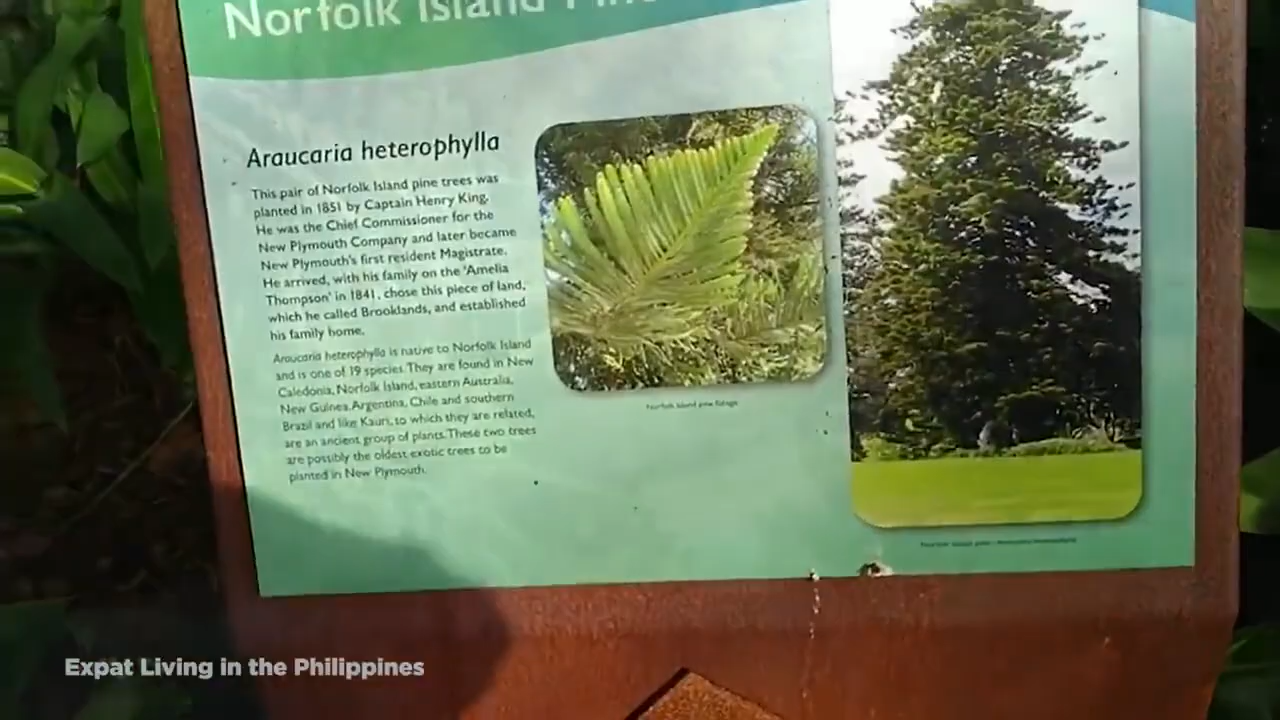 Norfolk Island Pine
Araucaria heterophylla
This pair of Norfolk Island pine trees was
planted in 1851 by Captain Henry King.
He was the Chief Commissioner for the
New Plymouth Company and later became
New Plymouth's first resident Magistrate.
He arrived, with his family on the 'Amelia
Thompson' in 1841, chose this piece of land,
which he called Brooklands, and established
his family home.
Araucaria heterophylla is native to Norfolk Island
and is one of 19 species. They are found in New
Caledonia, Norfolk Island, eastern Australia,
New Guinea, Argentina, Chile and southern
Brazil and like Kauri, to which they are related,
are an ancient group of plants. These two trees
are possibly the oldest exotic trees to be
planted in New Plymouth.
Norfolk Island pine foliage
Expat Living in the Philippines